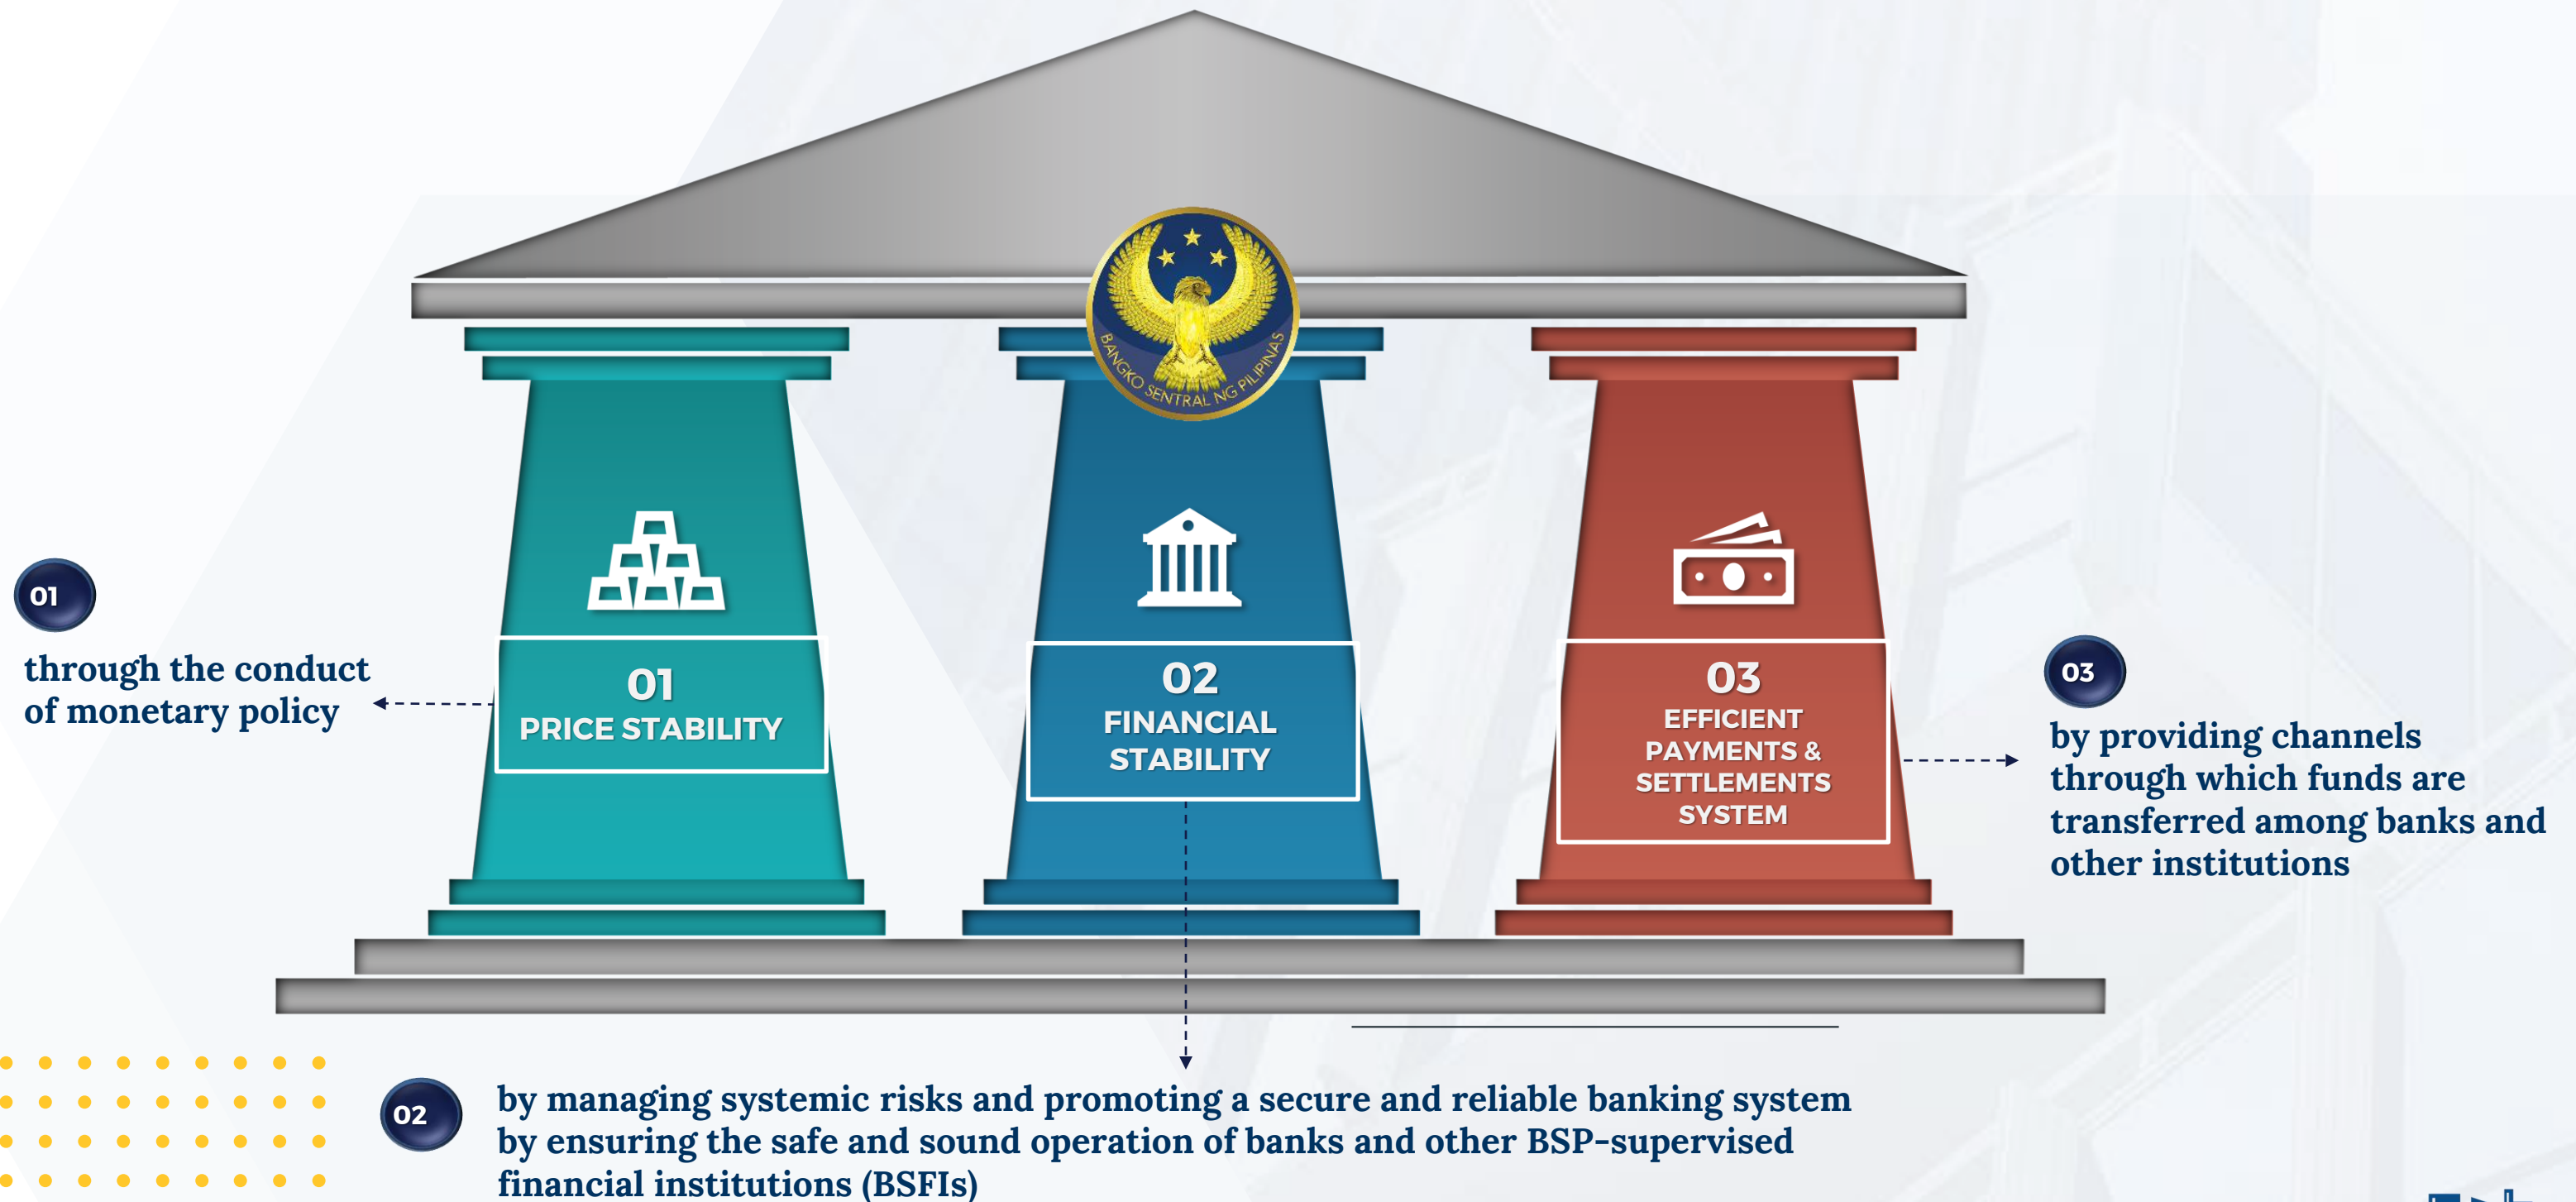 BANGKO SENTRAL NG PILIPINAS
01
through the conduct
of monetary policy
01
PRICE STABILITY
02
FINANCIAL
STABILITY
03
EFFICIENT
PAYMENTS &
SETTLEMENTS
SYSTEM
03
by providing channels
through which funds are
transferred among banks and
other institutions
02
by managing systemic risks and promoting a secure and reliable banking system
by ensuring the safe and sound operation of banks and other BSP-supervised
financial institutions (BSFIs)